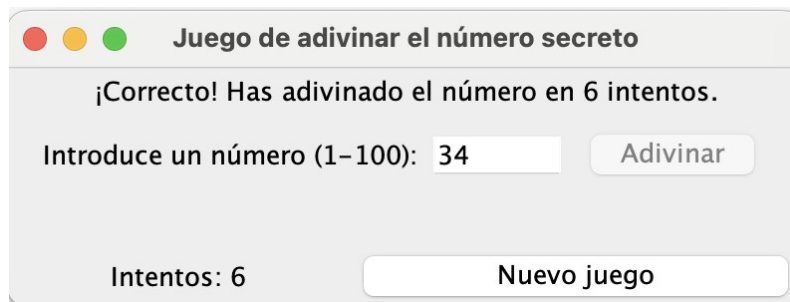 Juego de adivinar el número secreto
¡Correcto! Has adivinado el número en 6 intentos.
Introduce un número (1-100): 34 Adivinar
Intentos: 6 Nuevo juego